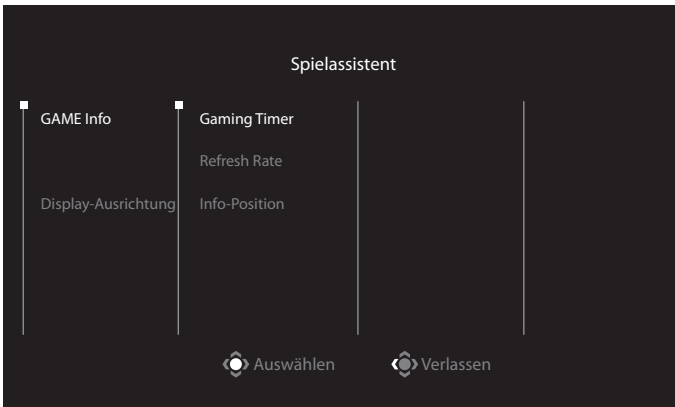 Spielassistent
GAME Info
Gaming Timer
Refresh Rate
Display-Ausrichtung
Info-Position
Auswählen
Verlassen